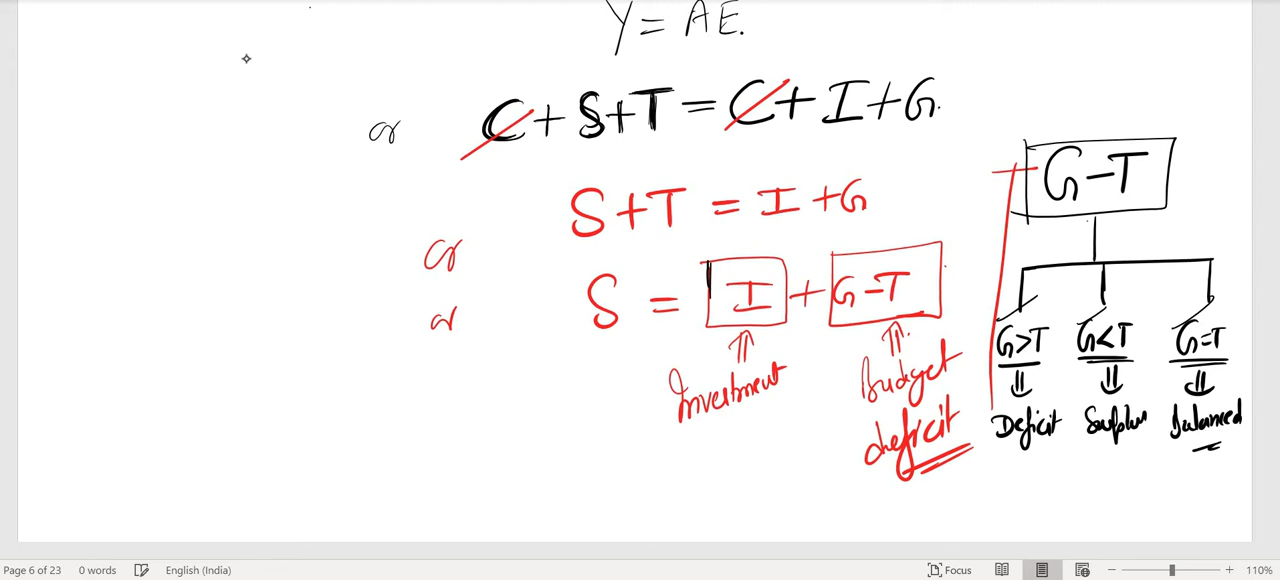 Y = AE.
or C + S + T = C + I + G.
S + T = I + G
or
or S = I + G - T
Investment
Budget
deficit
G - T
G > T G < T G = T
Deficit Surplus Balanced
Page 6 of 23 0 words English (India) Focus 110%